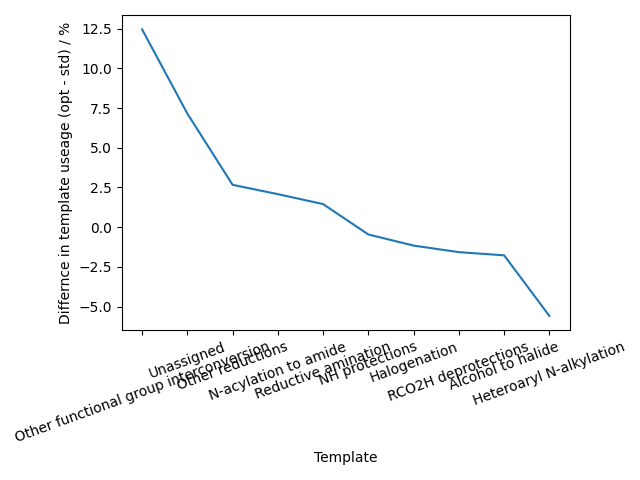 Differnce in template useage (opt - std) / %
12.5
10.0
7.5
5.0
2.5
0.0
−2.5
−5.0
Other functional group interconversion
Unassigned
Other reductions
N-acylation to amide
Reductive amination
NH protections
Halogenation
RCO2H deprotections
Alcohol to halide
Heteroaryl N-alkylation
Template